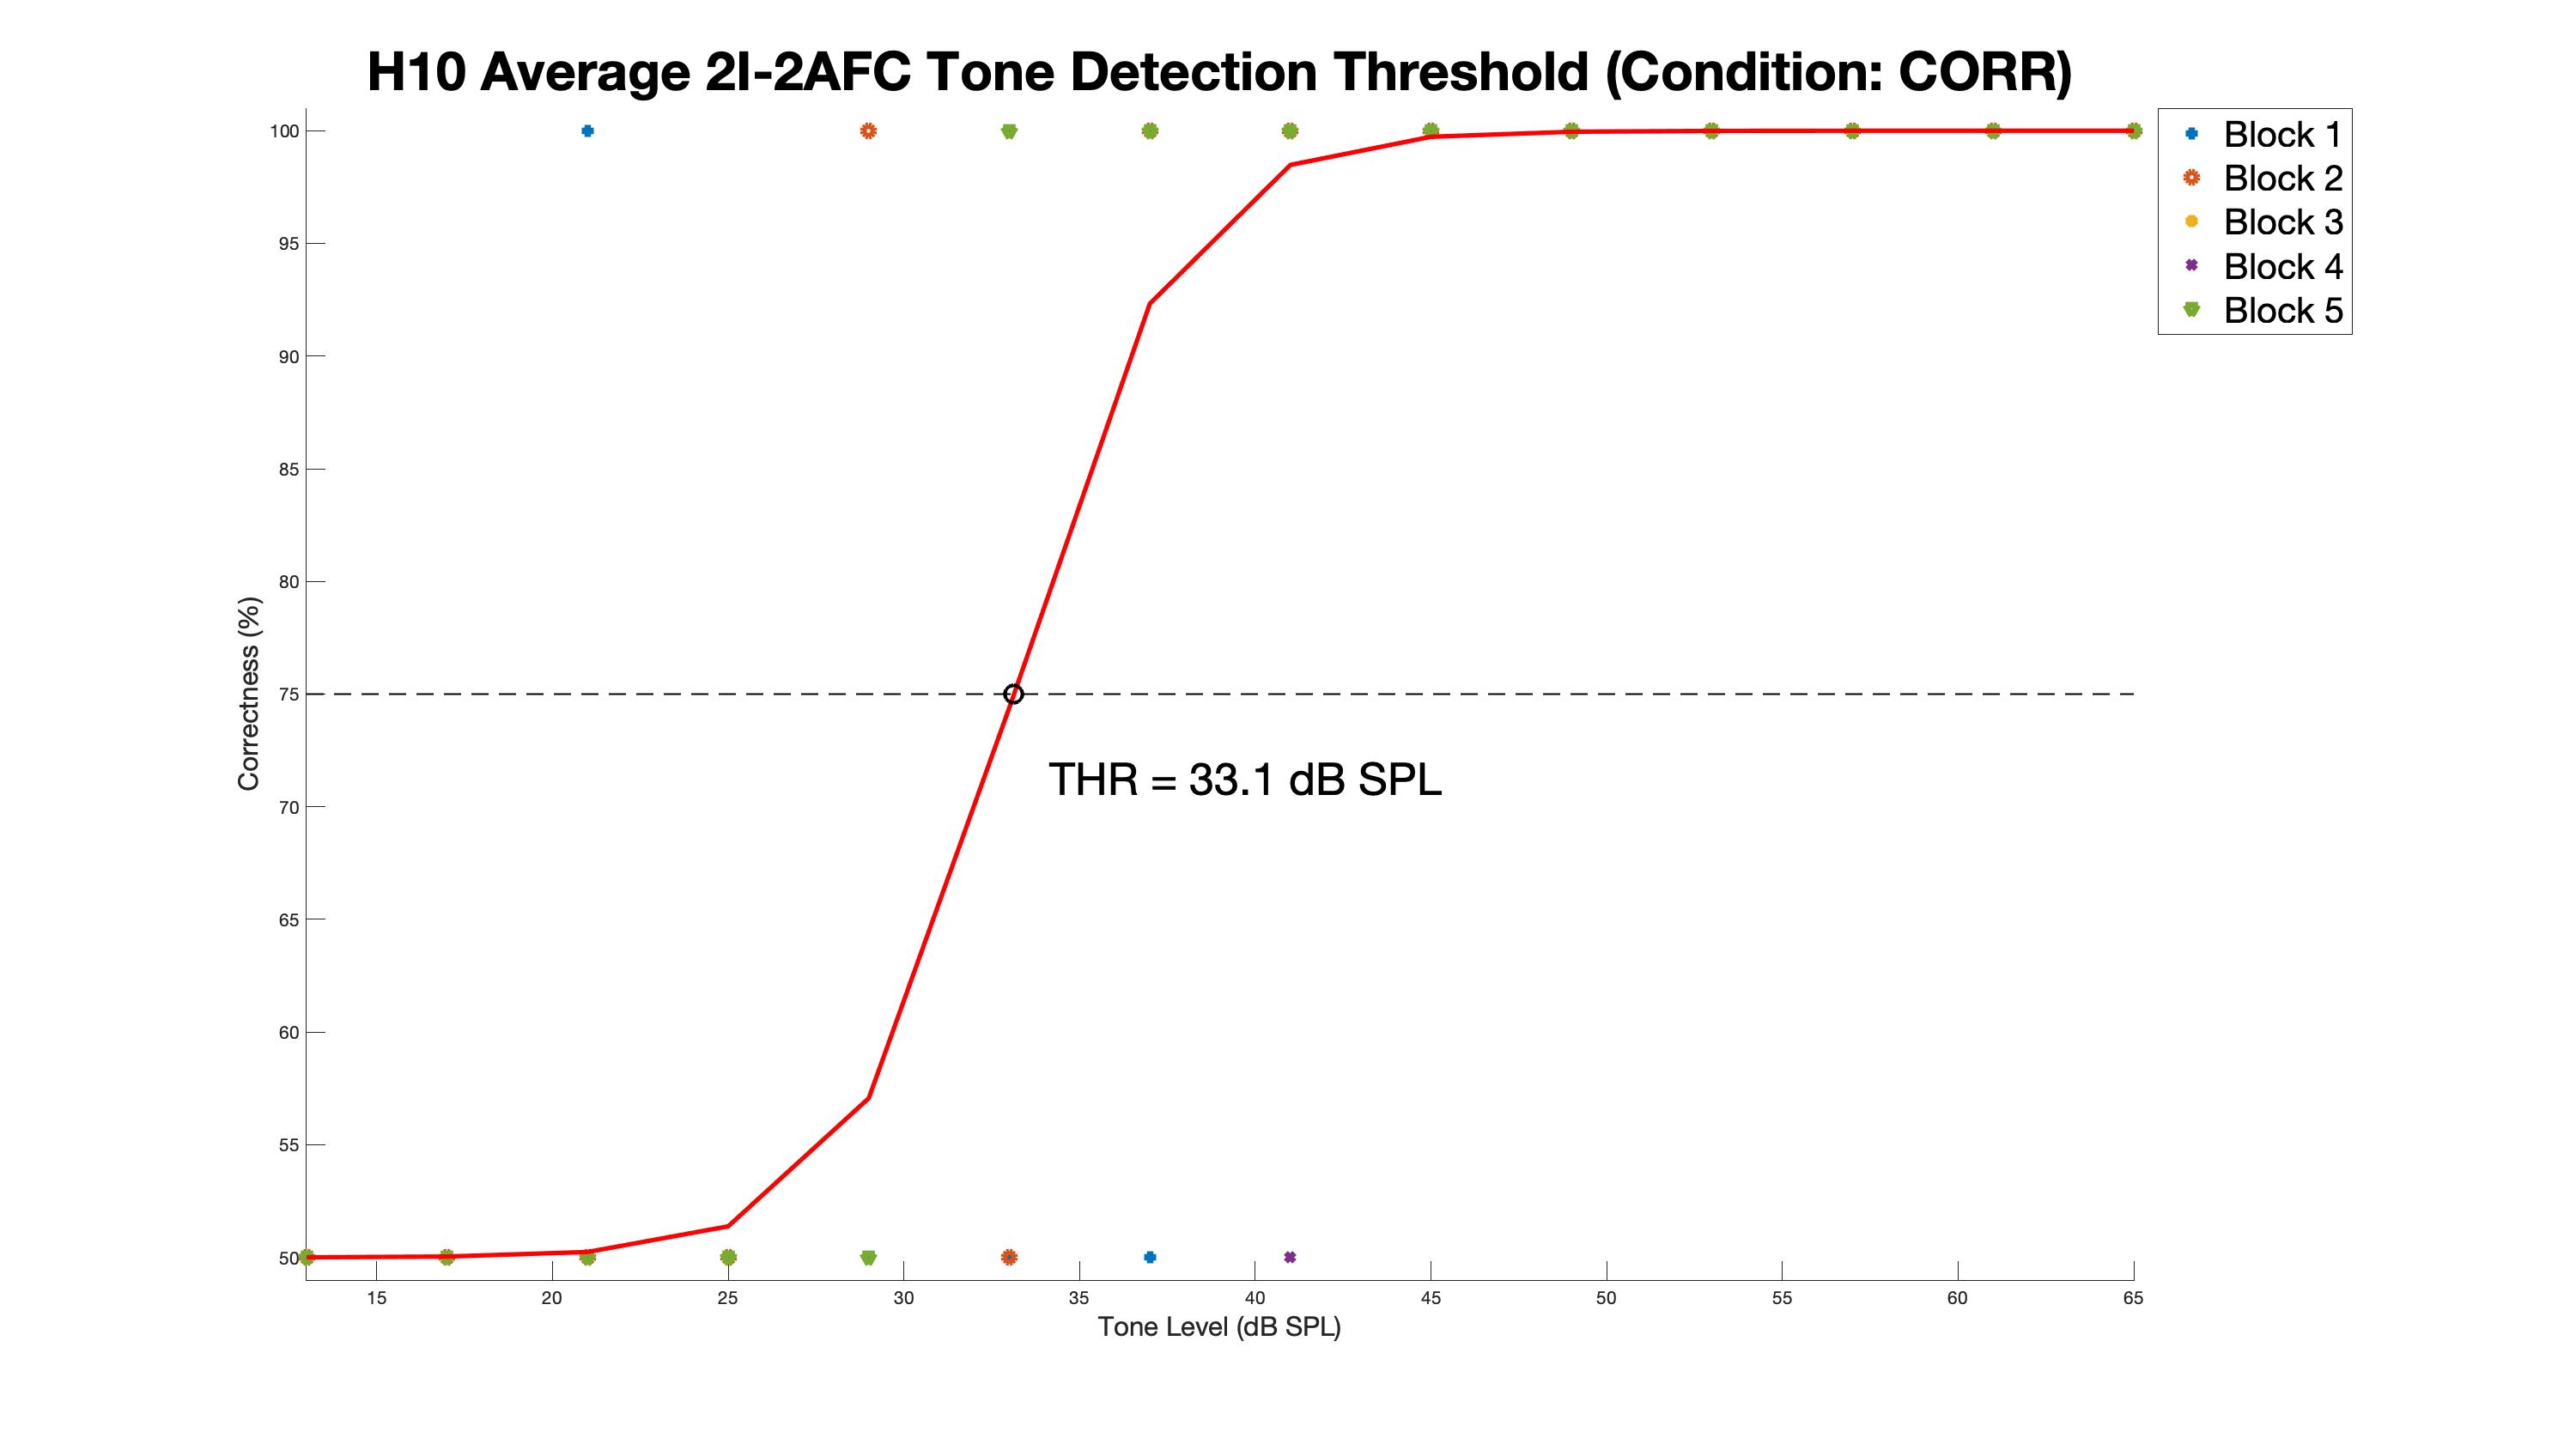 H10 Average 2I-2AFC Tone Detection Threshold (Condition: CORR)
100
95
90
85
80
75
70
65
60
55
50
Correctness (%)
THR = 33.1 dB SPL
15 20 25 30 35 40 45 50 55 60 65
Tone Level (dB SPL)
Block 1
Block 2
Block 3
Block 4
Block 5